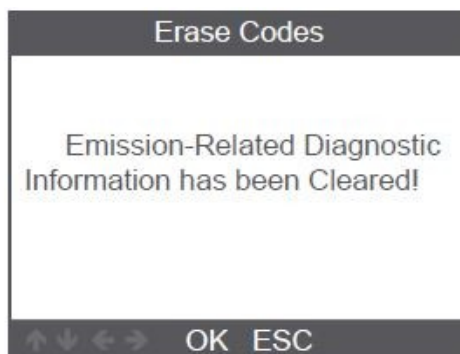 Erase Codes
Emission-Related Diagnostic
Information has been Cleared!
OK ESC